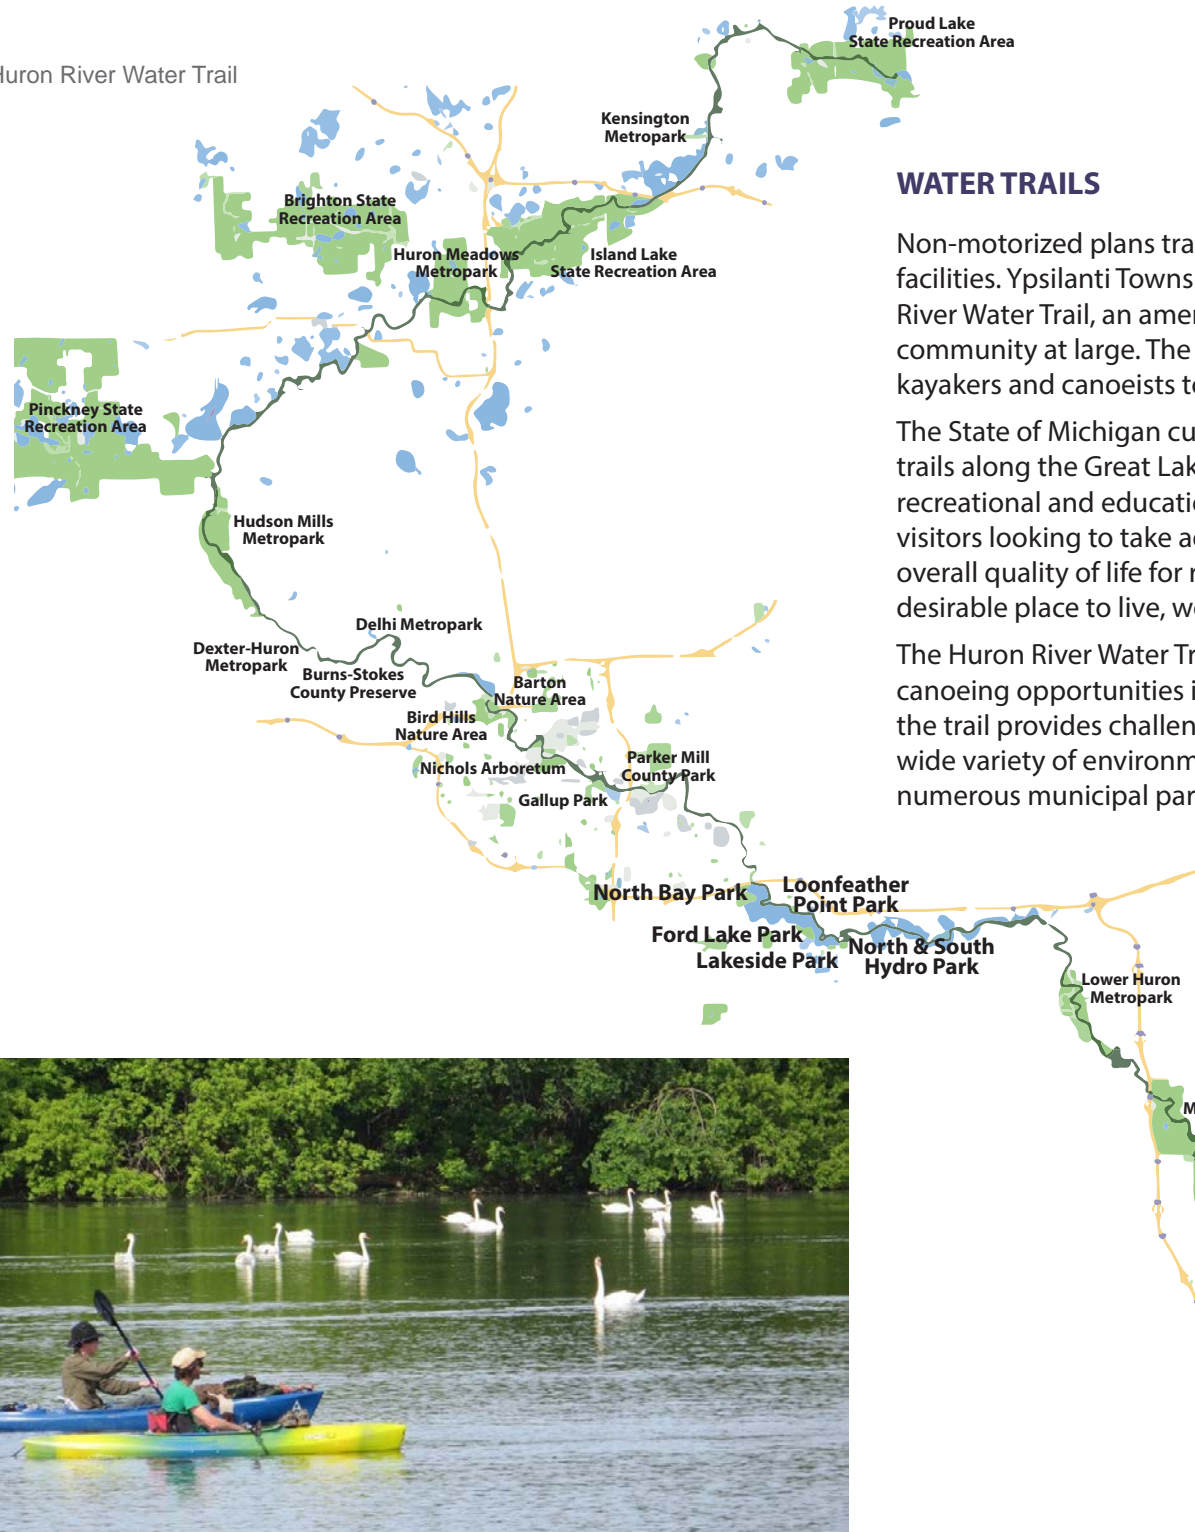 Huron River Water Trail
Proud Lake
State Recreation Area
Kensington
Metropark
Brighton State
Recreation Area
Huron Meadows
Metropark
Island Lake
State Recreation Area
Pinckney State
Recreation Area
Hudson Mills
Metropark
Delhi Metropark
Dexter-Huron
Metropark
Burns-Stokes
County Preserve
Barton
Nature Area
Bird Hills
Nature Area
Nichols Arboretum
Parker Mill
County Park
Gallup Park
North Bay Park
Loonfeather
Point Park
Ford Lake Park
Lakeside Park
North & South
Hydro Park
Lower Huron
Metropark
M
WATER TRAILS
Non-motorized plans tra
facilities. Ypsilanti Towns
River Water Trail, an amen
community at large. The
kayakers and canoeists to
The State of Michigan cu
trails along the Great Lak
recreational and educatio
visitors looking to take ad
overall quality of life for r
desirable place to live, wo
The Huron River Water Tr
canoeing opportunities i
the trail provides challen
wide variety of environm
numerous municipal par